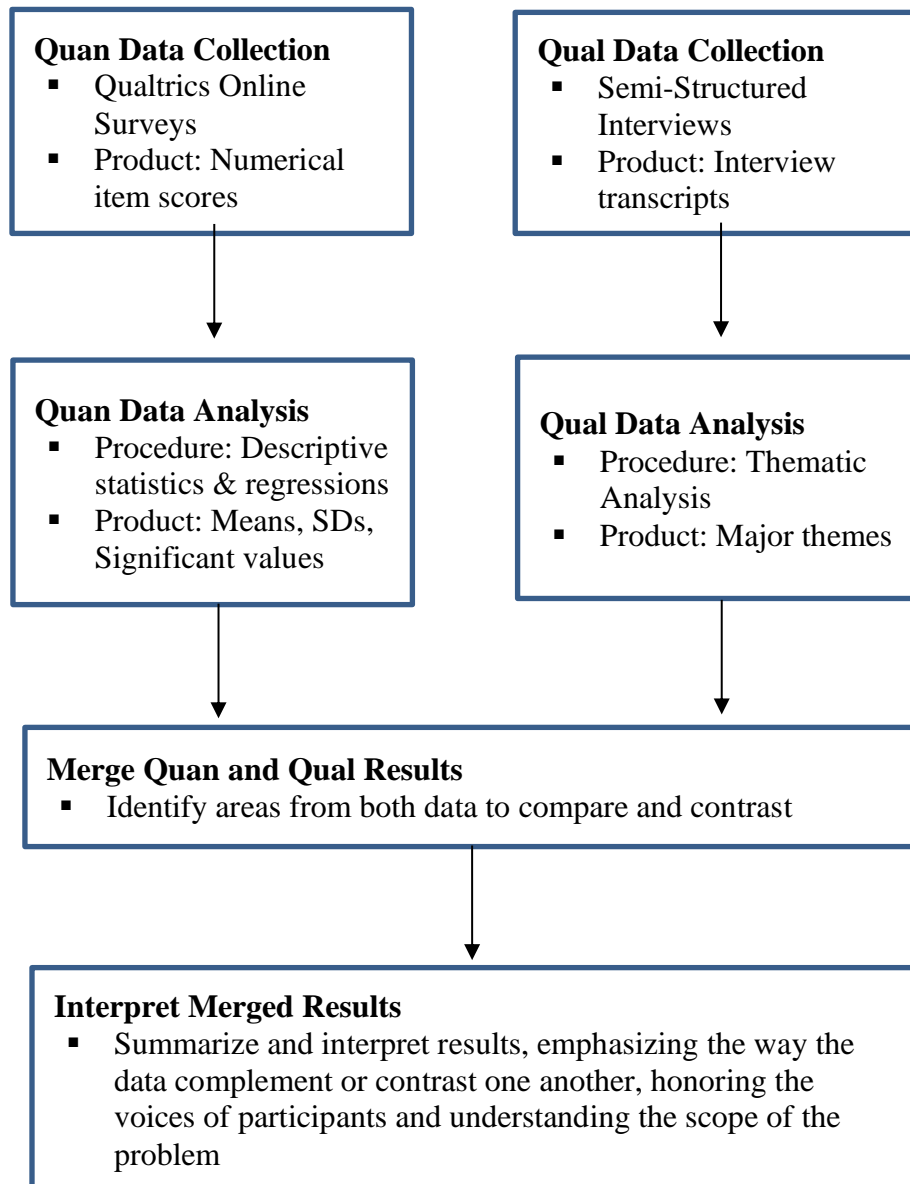 Quan Data Collection
▪ Qualtrics Online
Surveys
▪ Product: Numerical
item scores
Qual Data Collection
▪ Semi-Structured
Interviews
▪ Product: Interview
transcripts
Quan Data Analysis
▪ Procedure: Descriptive
statistics & regressions
▪ Product: Means, SDs,
Significant values
Qual Data Analysis
▪ Procedure: Thematic
Analysis
▪ Product: Major themes
Merge Quan and Qual Results
▪ Identify areas from both data to compare and contrast
Interpret Merged Results
▪ Summarize and interpret results, emphasizing the way the
data complement or contrast one another, honoring the
voices of participants and understanding the scope of the
problem